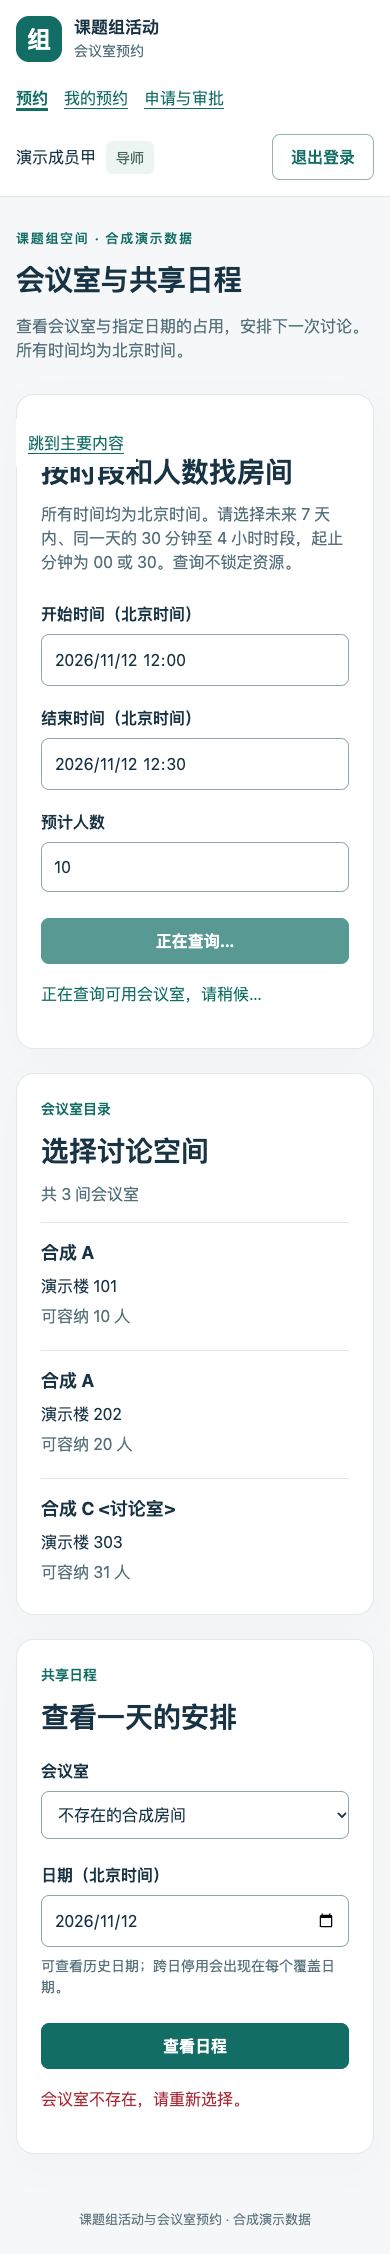 组
课题组活动
会议室预约
预约 我的预约 申请与审批
演示成员甲 导师 退出登录
课题组空间 · 合成演示数据
会议室与共享日程
查看会议室与指定日期的占用，安排下一次讨论。
所有时间均为北京时间。
跳到主要内容
按时段和人数找房间
所有时间均为北京时间。请选择未来 7 天
内、同一天的 30 分钟至 4 小时时段，起止
分钟为 00 或 30。查询不锁定资源。
开始时间（北京时间）
2026/11/12 12:00
结束时间（北京时间）
2026/11/12 12:30
预计人数
10
正在查询...
正在查询可用会议室，请稍候...
会议室目录
选择讨论空间
共 3 间会议室
合成 A
演示楼 101
可容纳 10 人
合成 A
演示楼 202
可容纳 20 人
合成 C <讨论室>
演示楼 303
可容纳 31 人
共享日程
查看一天的安排
会议室
不存在的合成房间
日期（北京时间）
2026/11/12
可查看历史日期；跨日停用会出现在每个覆盖日
期。
查看日程
会议室不存在，请重新选择。
课题组活动与会议室预约 · 合成演示数据